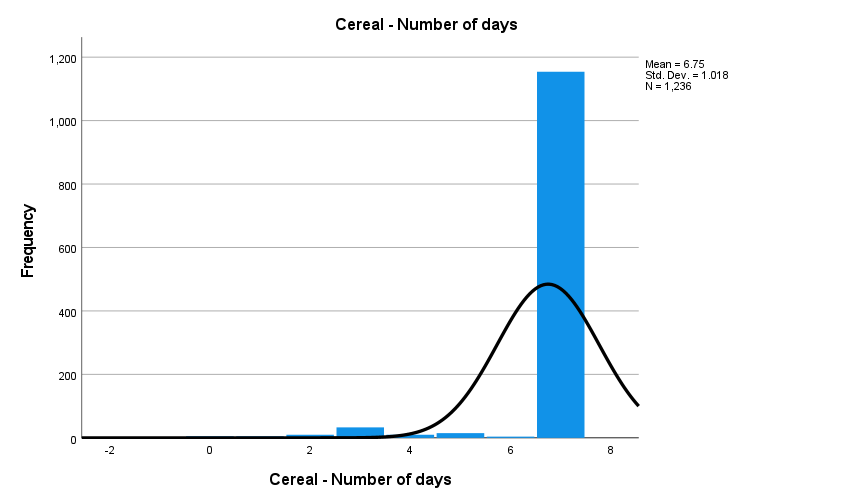 Cereal - Number of days
Mean = 6.75
Std. Dev. = 1.018
N = 1,236
Frequency
1,200
1,000
800
600
400
200
0
-2 0 2 4 6 8
Cereal - Number of days